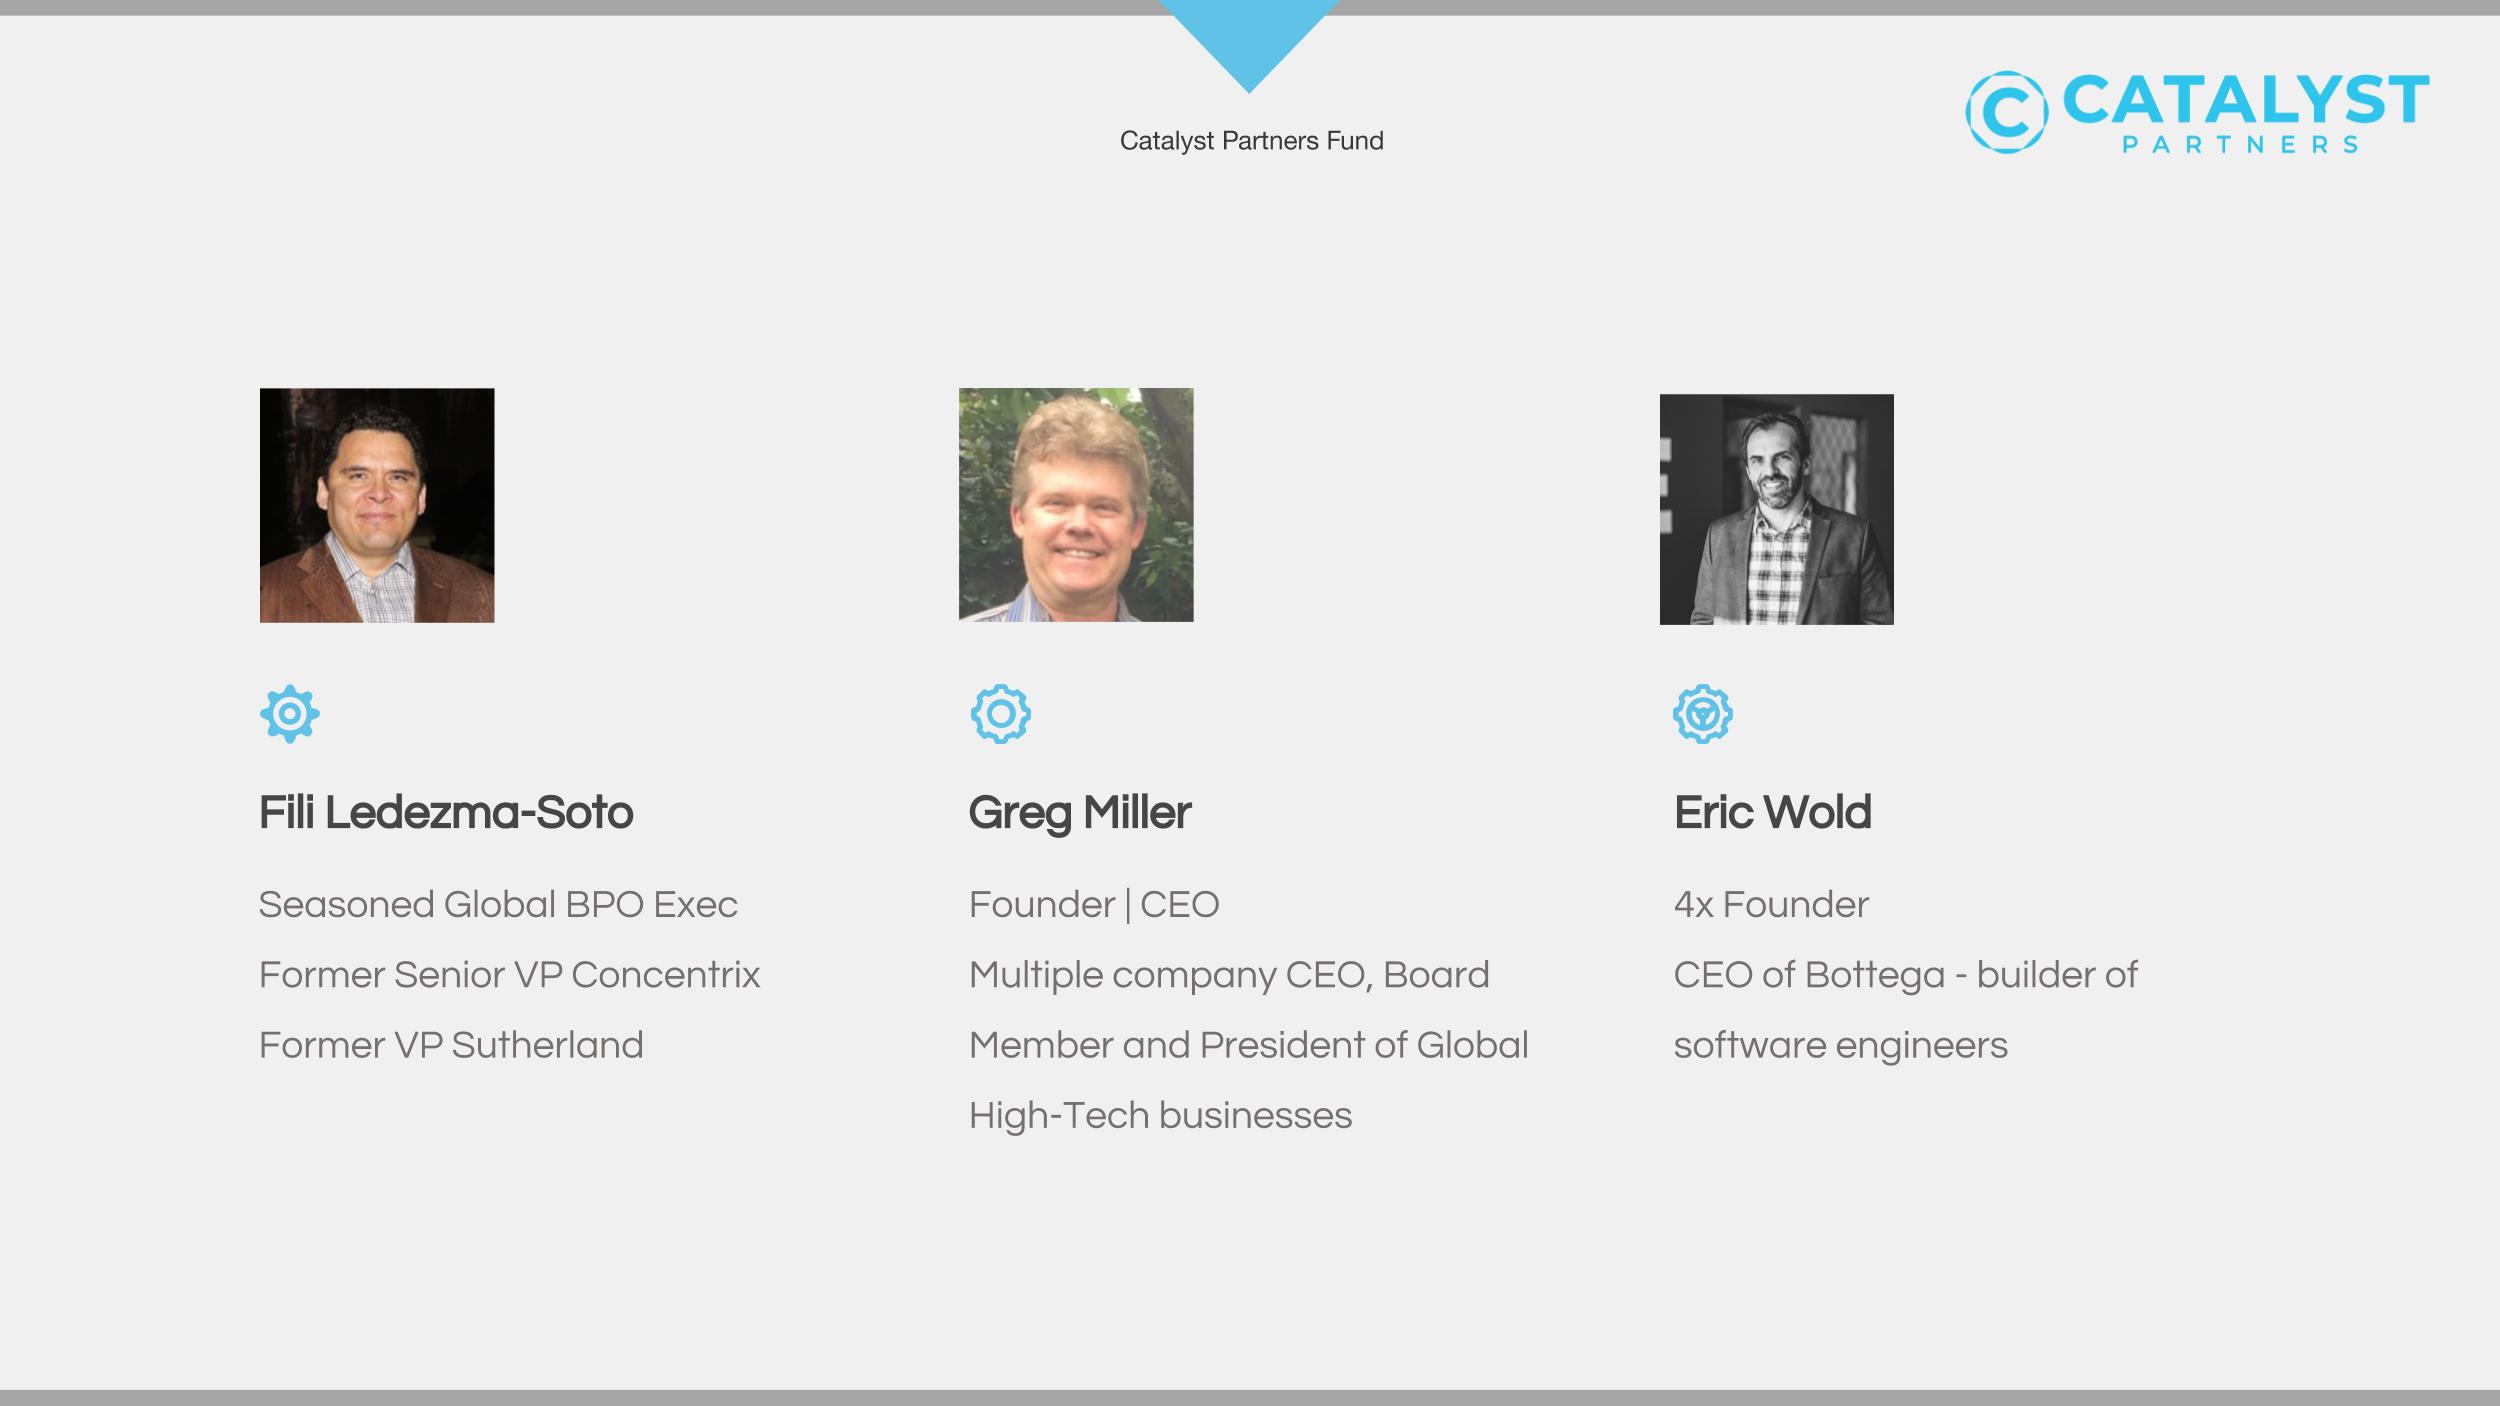 CATALYST
PARTNERS
Catalyst Partners Fund
Fili Ledezma-Soto
Seasoned Global BPO Exec
Former Senior VP Concentrix
Former VP Sutherland
Greg Miller
Founder | CEO
Multiple company CEO, Board
Member and President of Global
High-Tech businesses
Eric Wold
4x Founder
CEO of Bottega - builder of
software engineers